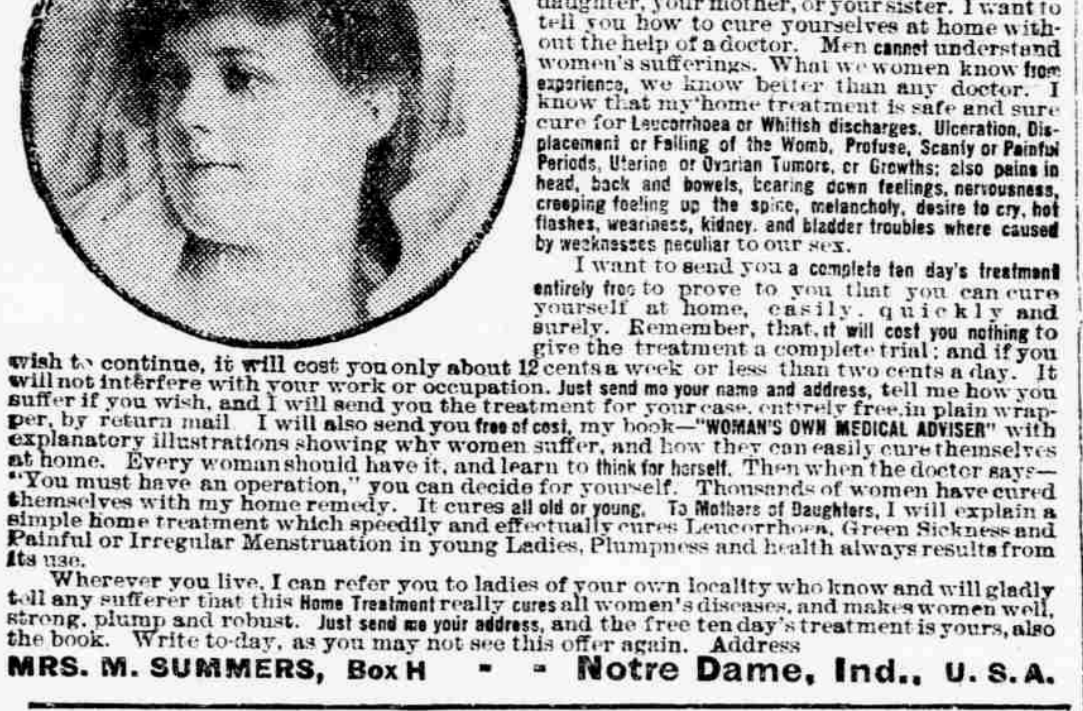 daughter, your mother, or your sister. I want to
tell you how to cure yourselves at home with-
out the help of a doctor. Men cannot understand
women's sufferings. What we women know from
experience, we know better than any doctor. I
know that my home treatment is safe and sure
cure for Leucorrhoea or Whitish discharges, Ulceration, Dis-
placement or Falling of the Womb, Profuse, Scanty or Painful
Periods, Uterine or Ovarian Tumors, or Growths; also pains in
head, back and bowels, bearing down feelings, nervousness,
creeping feeling up the spine, melancholy, desire to cry, hot
flashes, weariness, kidney, and bladder troubles where caused
by weaknesses peculiar to our sex.
I want to send you a complete ten day's treatment
entirely free to prove to you that you can cure
yourself at home, easily, quickly and
surely. Remember, that, it will cost you nothing to
give the treatment a complete trial; and if you
wish to continue, it will cost you only about 12 cents a week or less than two cents a day. It
will not interfere with your work or occupation. Just send me your name and address, tell me how you
suffer if you wish, and I will send you the treatment for your case, entirely free, in plain wrap-
per, by return mail. I will also send you free of cost, my book—"WOMAN'S OWN MEDICAL ADVISER" with
explanatory illustrations showing why women suffer, and how they can easily cure themselves
at home. Every woman should have it, and learn to think for herself. Then when the doctor says—
"You must have an operation," you can decide for yourself. Thousands of women have cured
themselves with my home remedy. It cures all old or young. To Mothers of Daughters, I will explain a
simple home treatment which speedily and effectually cures Leucorrhoea, Green Sickness and
Painful or Irregular Menstruation in young Ladies, Plumpness and health always results from
its use.
Wherever you live, I can refer you to ladies of your own locality who know and will gladly
tell any sufferer that this Home Treatment really cures all women's diseases, and makes women well,
strong, plump and robust. Just send me your address, and the free ten day's treatment is yours, also
the book. Write to-day, as you may not see this offer again. Address
MRS. M. SUMMERS, Box H - - Notre Dame, Ind., U. S. A.